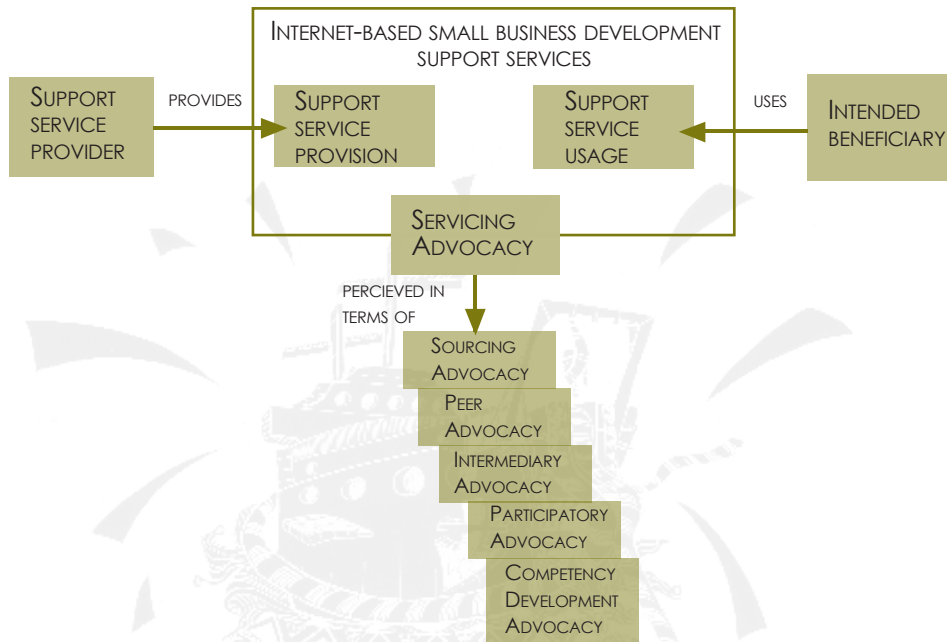 INTERNET-BASED SMALL BUSINESS DEVELOPMENT
SUPPORT SERVICES
SUPPORT
SERVICE
PROVIDER
PROVIDES
SUPPORT
SERVICE
PROVISION
SUPPORT
SERVICE
USAGE
USES
INTENDED
BENEFICIARY
SERVICING
ADVOCACY
PERCIEVED IN
TERMS OF
SOURCING
ADVOCACY
PEER
ADVOCACY
INTERMEDIARY
ADVOCACY
PARTICIPATORY
ADVOCACY
COMPETENCY
DEVELOPMENT
ADVOCACY